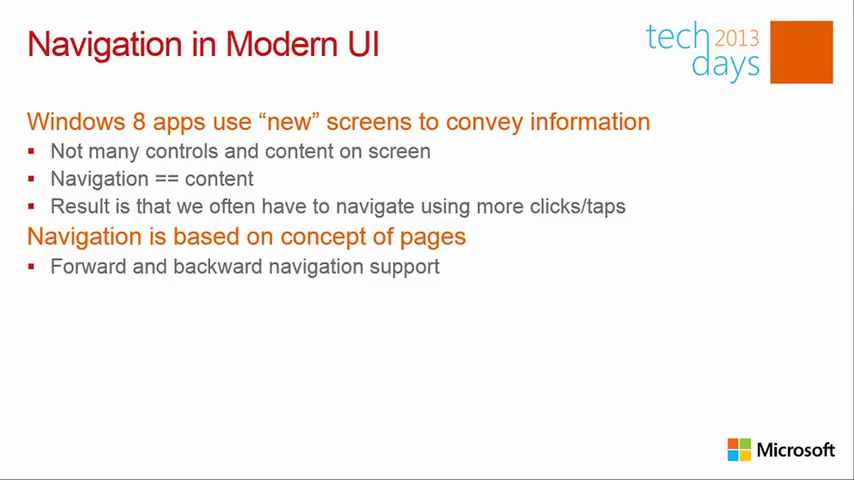 Navigation in Modern UI
tech 2013
days
Windows 8 apps use “new” screens to convey information
▪ Not many controls and content on screen
▪ Navigation == content
▪ Result is that we often have to navigate using more clicks/taps
Navigation is based on concept of pages
▪ Forward and backward navigation support
Microsoft